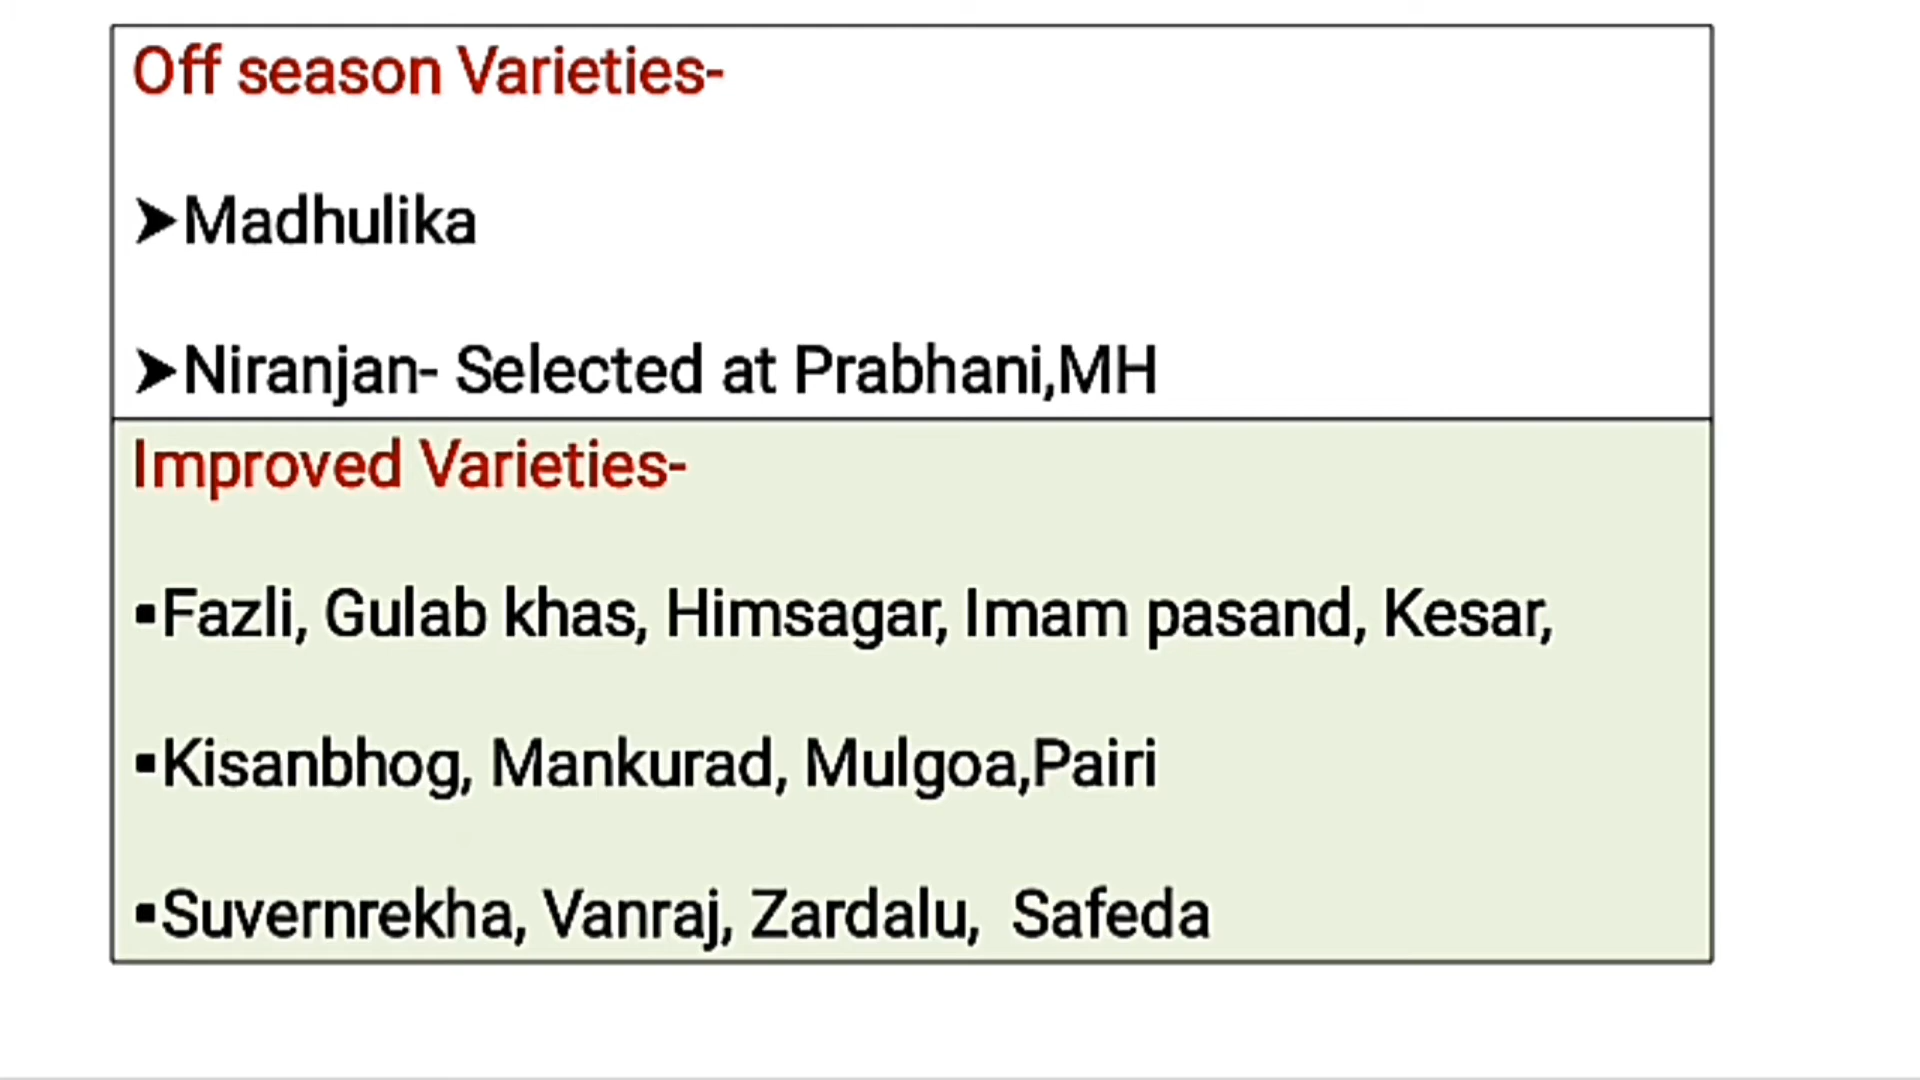 Off season Varieties-
➤Madhulika
➤Niranjan- Selected at Prabhani,MH
Improved Varieties-
▪Fazli, Gulab khas, Himsagar, Imam pasand, Kesar,
▪Kisanbhog, Mankurad, Mulgoa,Pairi
▪Suvernrekha, Vanraj, Zardalu, Safeda